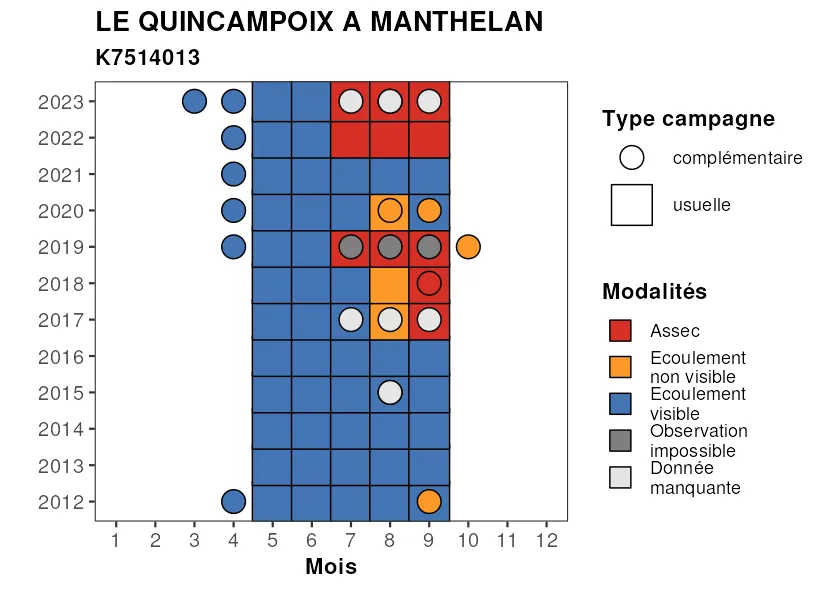 LE QUINCAMPOIX A MANTHELAN
K7514013
2023
2022
2021
2020
2019
2018
2017
2016
2015
2014
2013
2012
1 2 3 4 5 6 7 8 9 10 11 12
Mois
Type campagne
complémentaire
usuelle
Modalités
Assec
Ecoulement
non visible
Ecoulement
visible
Observation
impossible
Donnée
manquante